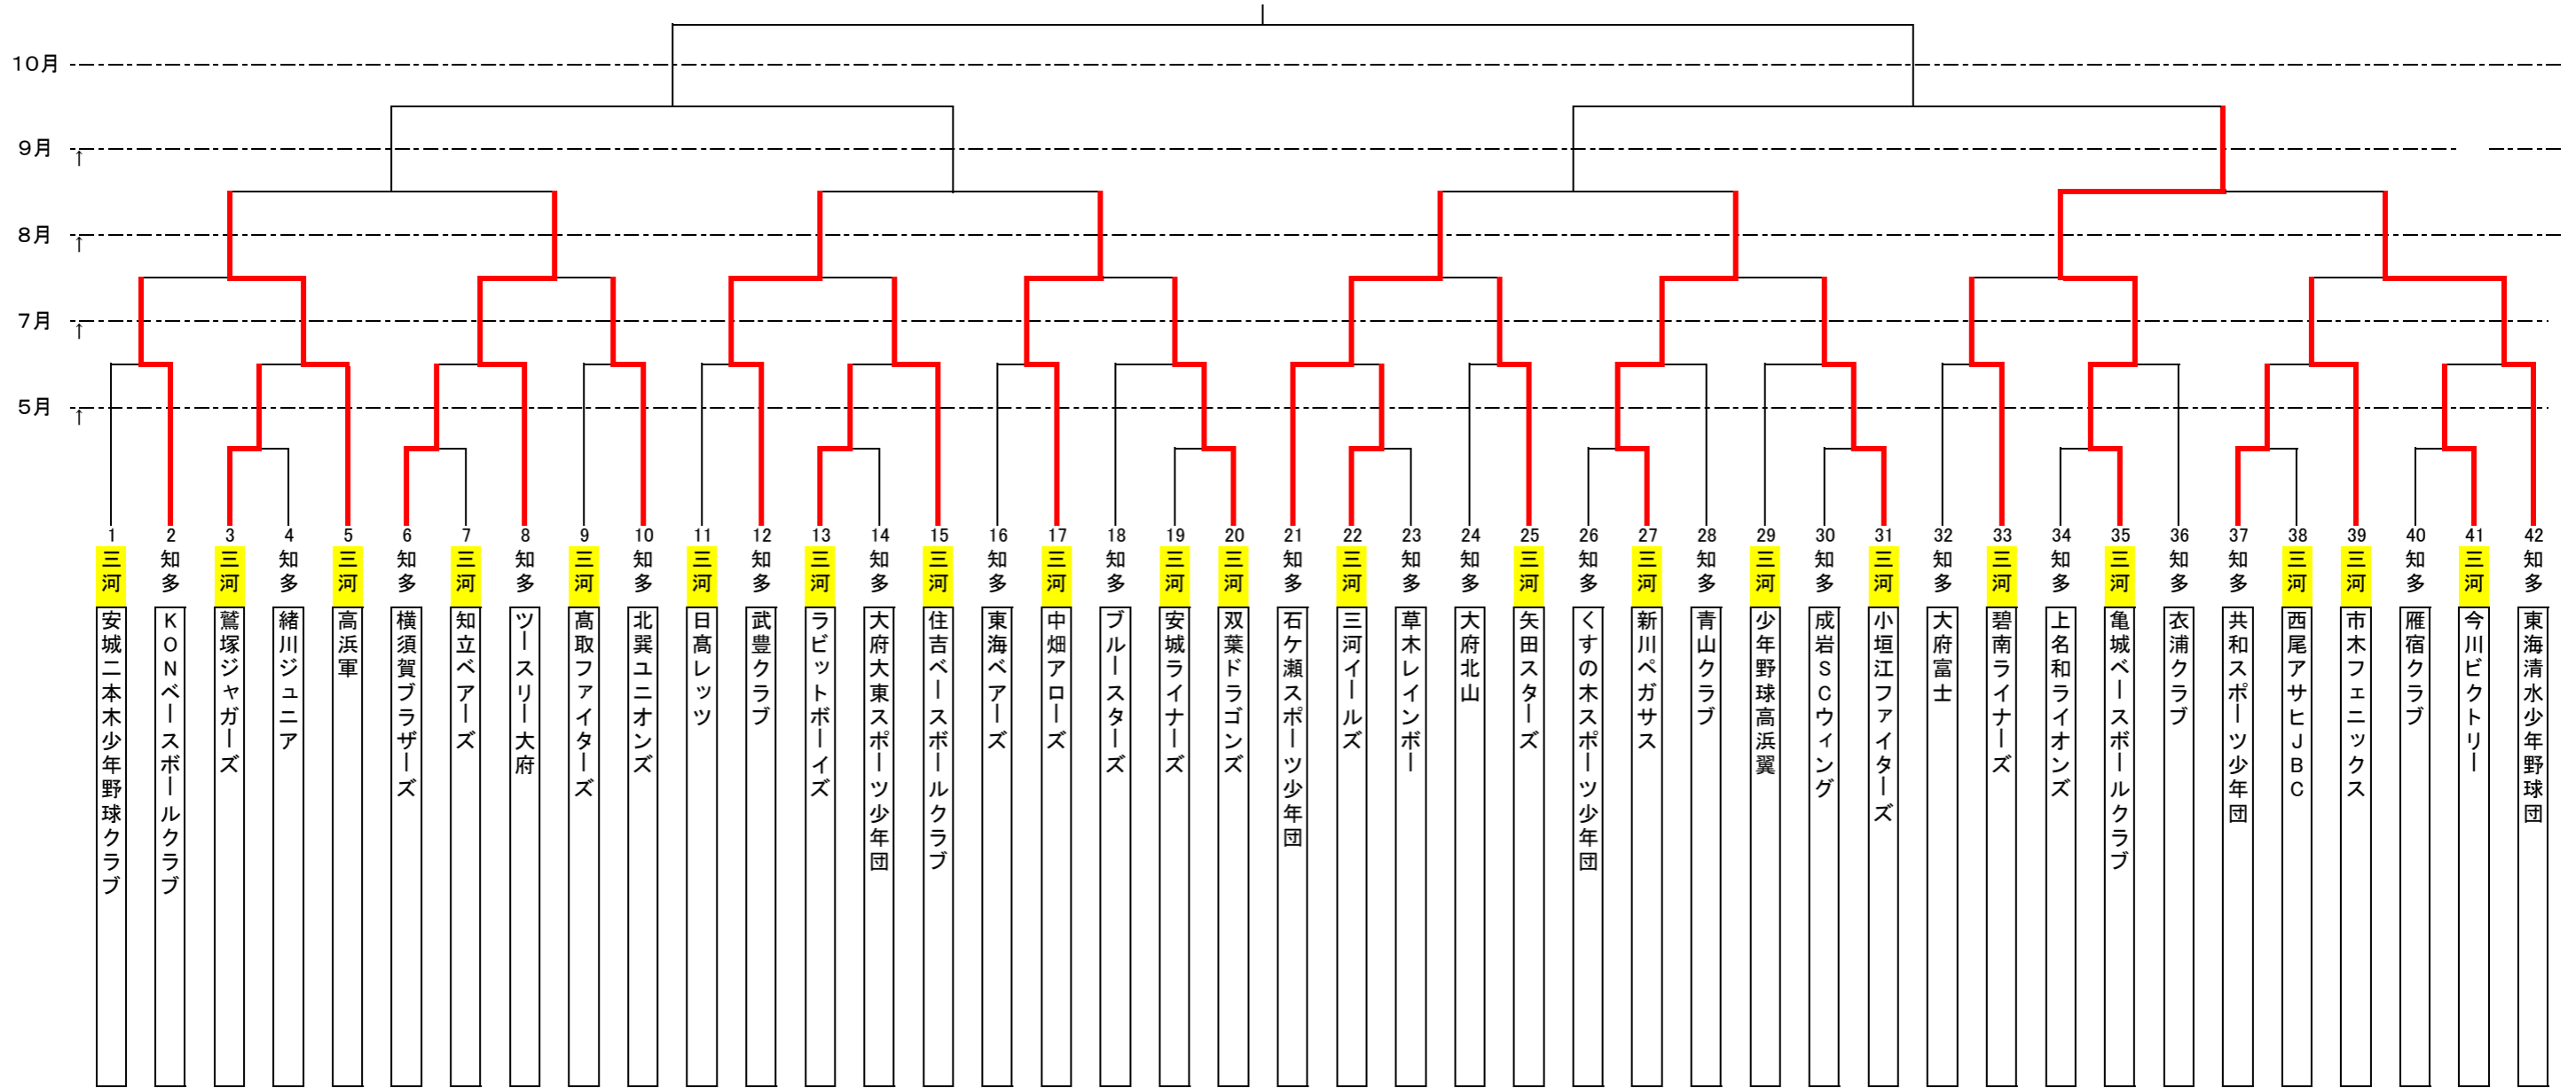 10月
9月
↑
8月
↑
7月
↑
5月
↑
1 三河 安城二本木少年野球クラブ
2 知多 KONベースボールクラブ
3 三河 鷲塚ジャガーズ
4 知多 緒川ジュニア
5 三河 高浜軍
6 知多 横須賀ブラザーズ
7 三河 知立ベアーズ
8 知多 ツースリー大府
9 三河 高取ファイターズ
10 知多 北巽ユニオンズ
11 三河 日髙レッツ
12 知多 武豊クラブ
13 三河 ラビットボーイズ
14 知多 大府大東スポーツ少年団
15 三河 住吉ベースボールクラブ
16 知多 東海ベアーズ
17 三河 中畑アローズ
18 知多 ブルースターズ
19 三河 安城ライナーズ
20 三河 双葉ドラゴンズ
21 知多 石ケ瀬スポーツ少年団
22 三河 三河イールズ
23 知多 草木レインボー
24 知多 大府北山
25 三河 矢田スターズ
26 知多 くすの木スポーツ少年団
27 三河 新川ペガサス
28 知多 青山クラブ
29 三河 少年野球高浜翼
30 知多 成岩SCウィング
31 三河 小垣江ファイターズ
32 知多 大府富士
33 三河 碧南ライナーズ
34 知多 上名和ライオンズ
35 三河 亀城ベースボールクラブ
36 知多 衣浦クラブ
37 知多 共和スポーツ少年団
38 三河 西尾アサヒJBC
39 三河 市木フェニックス
40 知多 雁宿クラブ
41 三河 今川ビクトリー
42 知多 東海清水少年野球団